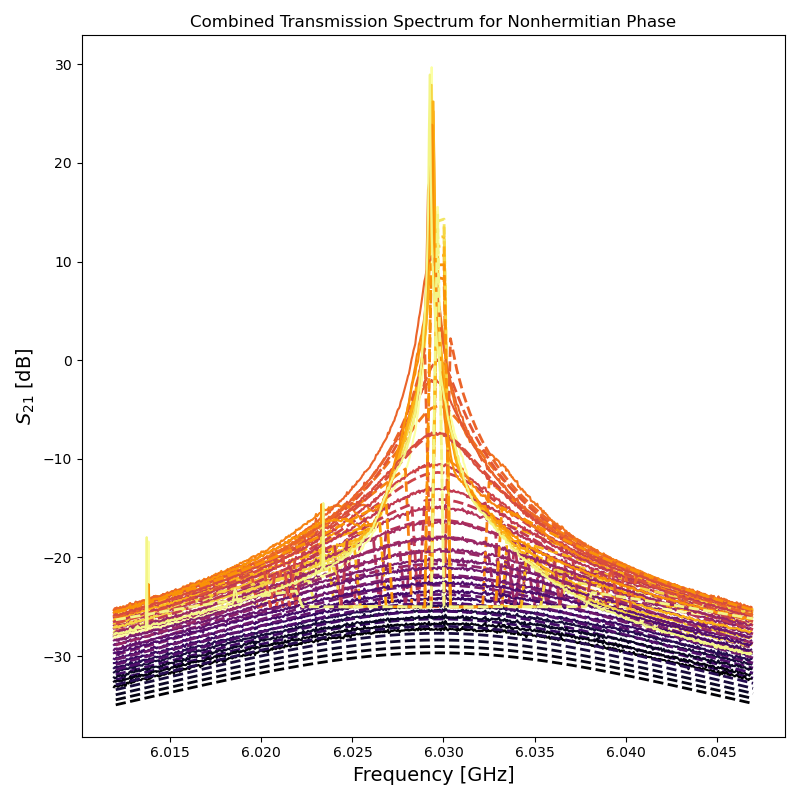 Combined Transmission Spectrum for Nonhermitian Phase
30
20
10
0
−10
−20
−30
S21 [dB]
6.015 6.020 6.025 6.030 6.035 6.040 6.045
Frequency [GHz]